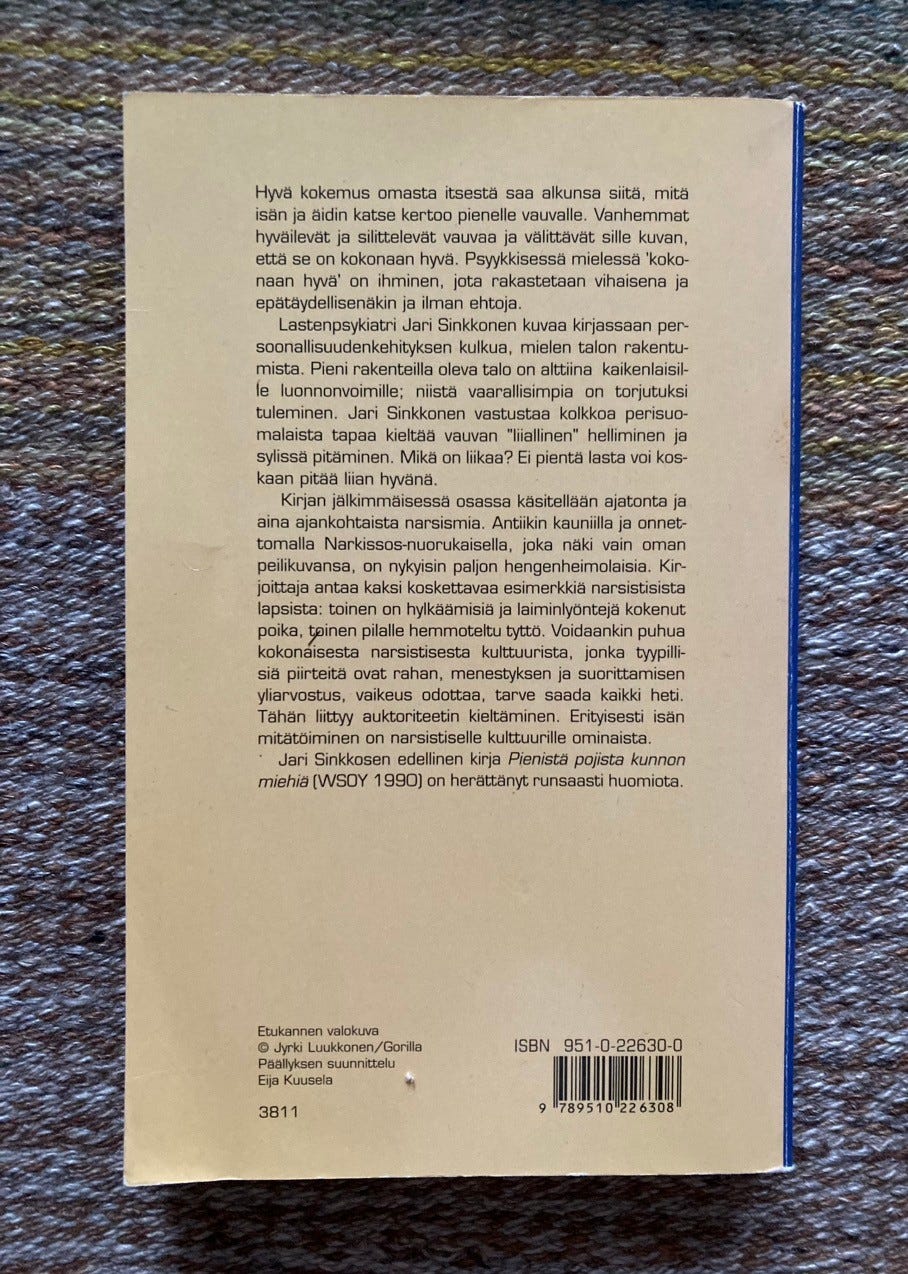 Hyvä kokemus omasta itsestä saa alkunsa siitä, mitä
isän ja äidin katse kertoo pienelle vauvalle. Vanhemmat
hyväilevät ja silittelevät vauvaa ja välittävät sille kuvan,
että se on kokonaan hyvä. Psyykkisessä mielessä 'koko-
naan hyvä' on ihminen, jota rakastetaan vihaisena ja
epätäydellisenäkin ja ilman ehtoja.
Lastenpsykiatri Jari Sinkkonen kuvaa kirjassaan per-
soonallisuudenkehityksen kulkua, mielen talon rakentu-
mista. Pieni rakenteilla oleva talo on alttiina kaikenlaisil-
le luonnonvoimille; niistä vaarallisimpia on torjutuksi
tuleminen. Jari Sinkkonen vastustaa kolkkoa perisuo-
malaista tapaa kieltää vauvan "liiallinen" helliminen ja
sylissä pitäminen. Mikä on liikaa? Ei pientä lasta voi kos-
kaan pitää liian hyvänä.
Kirjan jälkimmäisessä osassa käsitellään ajatonta ja
aina ajankohtaista narsismia. Antiikin kauniilla ja onnet-
tomalla Narkissos-nuorukaisella, joka näki vain oman
peilikuvansa, on nykyisin paljon hengenheimolaisia. Kir-
joittaja antaa kaksi koskettavaa esimerkkiä narsistisista
lapsista: toinen on hylkäämisiä ja laiminlyöntejä kokenut
poika, toinen pilalle hemmoteltu tyttö. Voidaankin puhua
kokonaisesta narsistisesta kulttuurista, jonka tyypilli-
siä piirteitä ovat rahan, menestyksen ja suorittamisen
yliarvostus, vaikeus odottaa, tarve saada kaikki heti.
Tähän liittyy auktoriteetin kieltäminen. Erityisesti isän
mitätöiminen on narsistiselle kulttuurille ominaista.
Jari Sinkkosen edellinen kirja Pienistä pojista kunnon
miehiä (WSOY 1990) on herättänyt runsaasti huomiota.
Etukannen valokuva
© Jyrki Luukkonen/Gorilla
Päällyksen suunnittelu
Eija Kuusela
3811
ISBN 951-0-22630-0
9 789510 226308